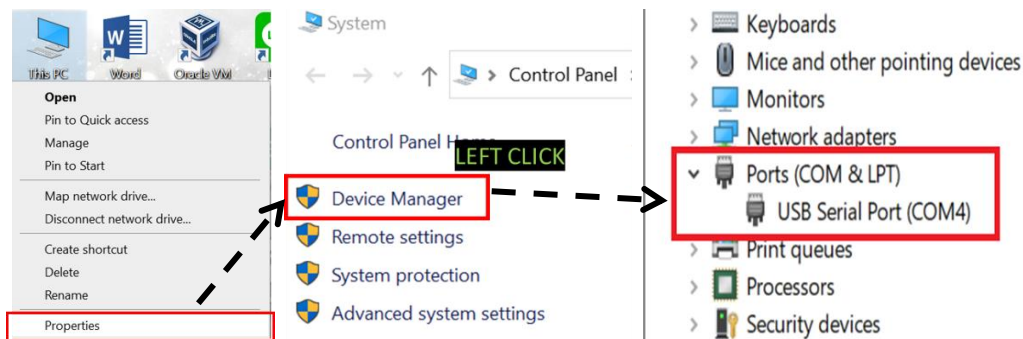 This PC
Word
Oracle VM
Open
Pin to Quick access
Manage
Pin to Start
Map network drive...
Disconnect network drive...
Create shortcut
Delete
Rename
Properties
System
Control Panel
Control Panel
LEFT CLICK
Device Manager
Remote settings
System protection
Advanced system settings
Keyboards
Mice and other pointing devices
Monitors
Network adapters
Ports (COM & LPT)
USB Serial Port (COM4)
Print queues
Processors
Security devices